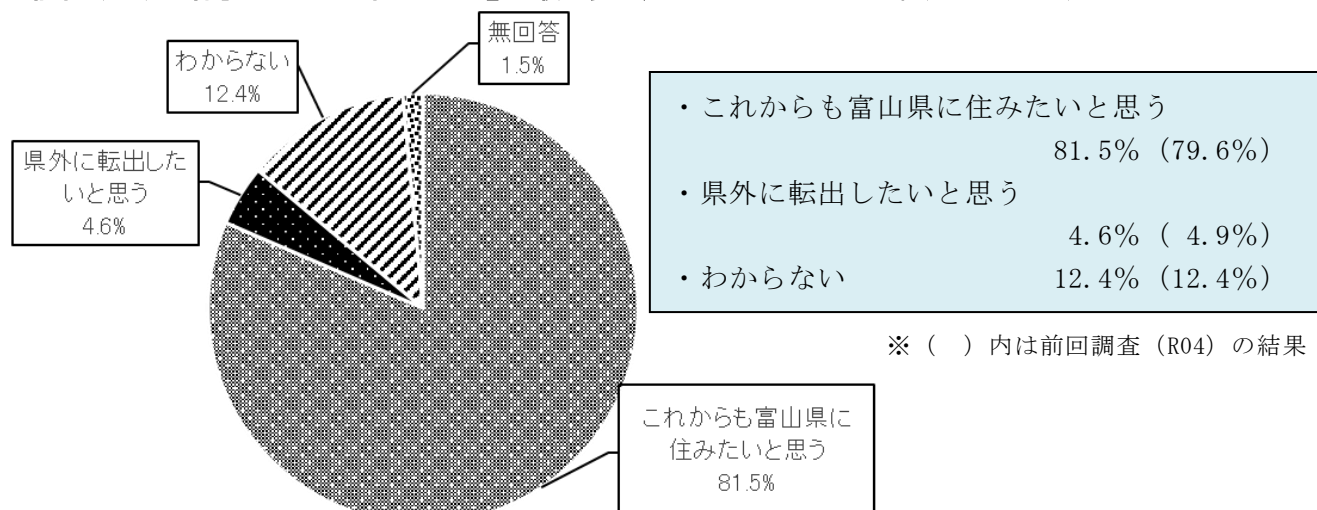 無回答
1.5%
わからない
12.4%
県外に転出した
いと思う
4.6%
・これからも富山県に住みたいと思う
81.5% (79.6%)
・県外に転出したいと思う
4.6% ( 4.9%)
・わからない 12.4% (12.4%)
※（　）内は前回調査（R04）の結果
これからも富山県に
住みたいと思う
81.5%